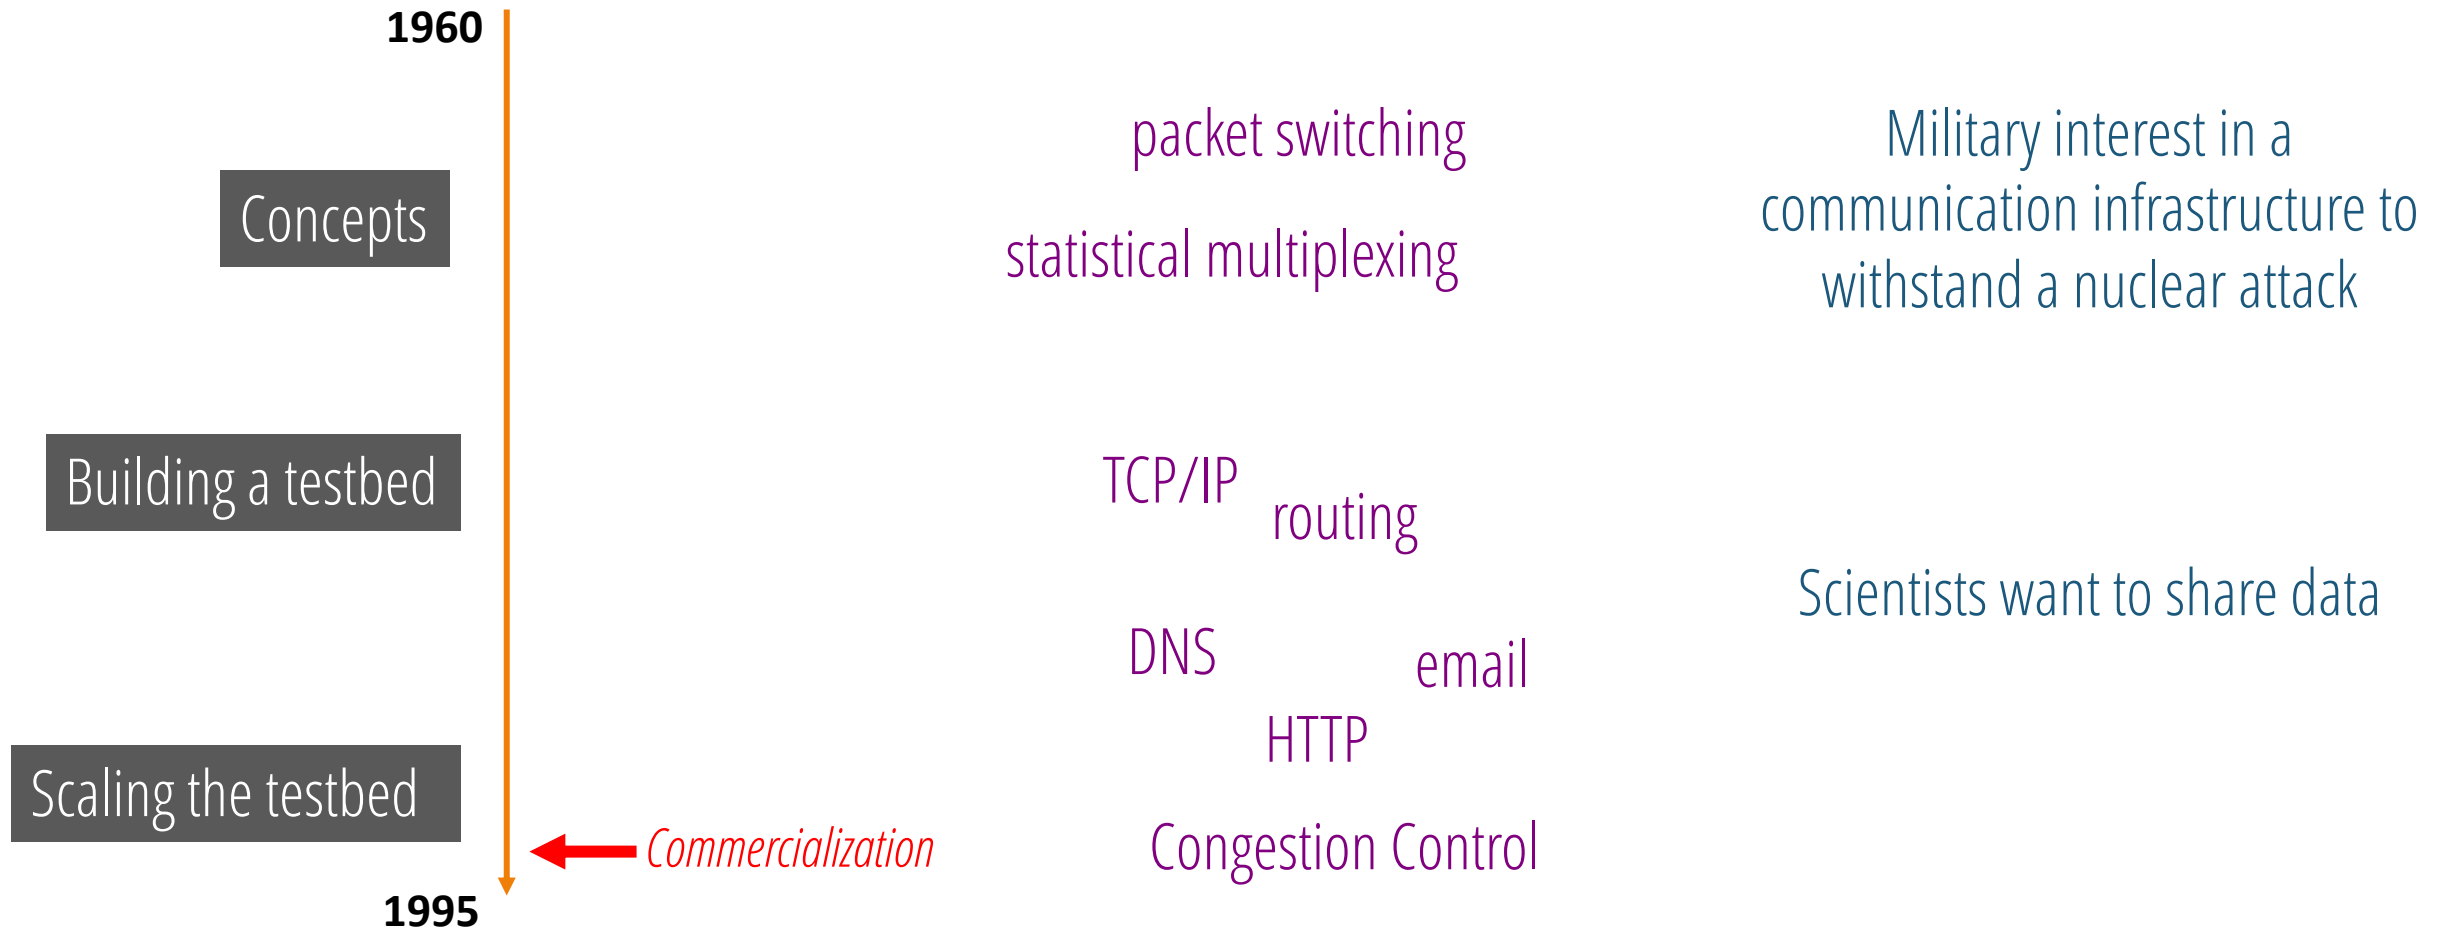 1960
packet switching
Military interest in a
communication infrastructure to
withstand a nuclear attack
Concepts
statistical multiplexing
Building a testbed
TCP/IP
routing
Scientists want to share data
DNS
email
HTTP
Scaling the testbed
Commercialization
Congestion Control
1995